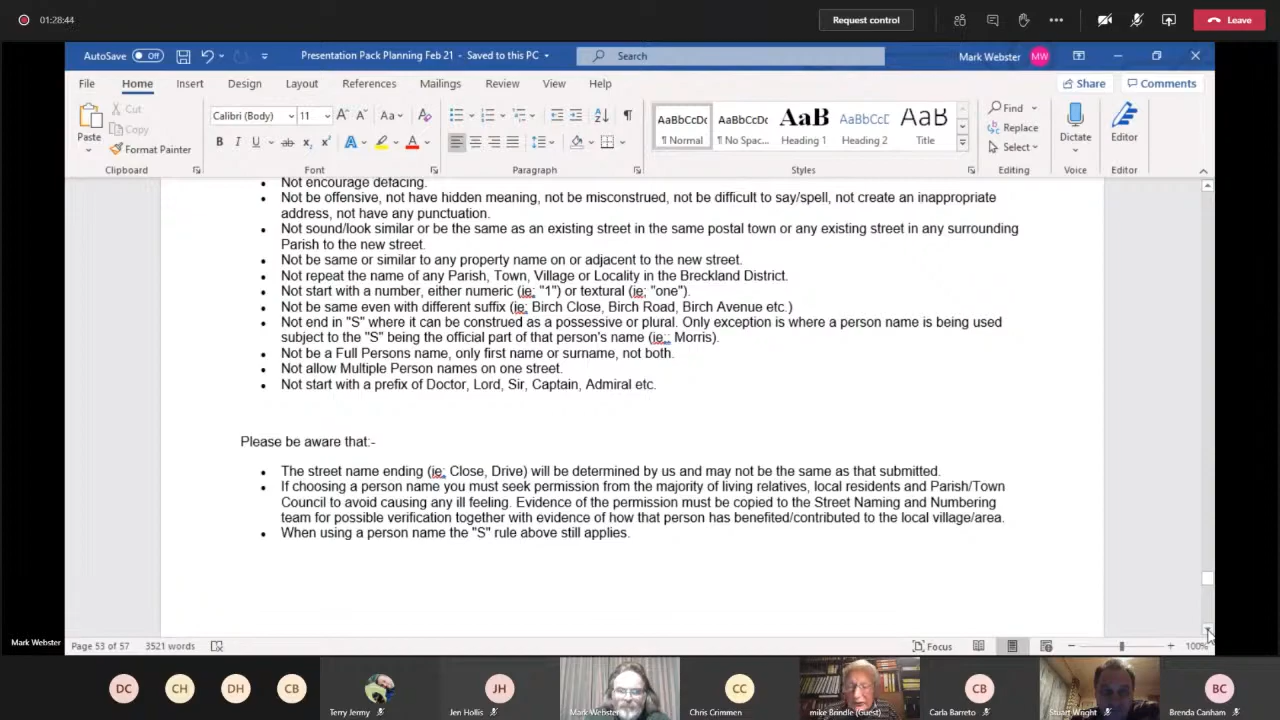 01:28:44
Request control
Leave
AutoSave Off
Presentation Pack Planning Feb 21 - Saved to this PC
Search
Mark Webster MW
File Home Insert Design Layout References Mailings Review View Help
Share Comments
Paste
Cut
Copy
Format Painter
Calibri (Body) 11
AaBbCcDc AaBbCcDc AaB AaBbCcD AaB
¶ Normal ¶ No Spac... Heading 1 Heading 2 Title
Find
Replace
Select
Dictate
Editor
Clipboard Font Paragraph Styles Editing Voice Editor
Not encourage defacing.
Not be offensive, not have hidden meaning, not be misconstrued, not be difficult to say/spell, not create an inappropriate
address, not have any punctuation.
Not sound/look similar or be the same as an existing street in the same postal town or any existing street in any surrounding
Parish to the new street.
Not be same or similar to any property name on or adjacent to the new street.
Not repeat the name of any Parish, Town, Village or Locality in the Breckland District.
Not start with a number, either numeric (ie; "1") or textural (ie; "one").
Not be same even with different suffix (ie; Birch Close, Birch Road, Birch Avenue etc.)
Not end in "S" where it can be construed as a possessive or plural. Only exception is where a person name is being used
subject to the "S" being the official part of that person's name (ie;; Morris).
Not be a Full Persons name, only first name or surname, not both.
Not allow Multiple Person names on one street.
Not start with a prefix of Doctor, Lord, Sir, Captain, Admiral etc.
Please be aware that:-
The street name ending (ie; Close, Drive) will be determined by us and may not be the same as that submitted.
If choosing a person name you must seek permission from the majority of living relatives, local residents and Parish/Town
Council to avoid causing any ill feeling. Evidence of the permission must be copied to the Street Naming and Numbering
team for possible verification together with evidence of how that person has benefited/contributed to the local village/area.
When using a person name the "S" rule above still applies.
Mark Webster
Page 53 of 57 3521 words
Focus
100%
DC CH DH CB JH CC CB BC
Terry Jermy Jen Hollis Mark Webster Chris Crimmen mike Brindle (Guest) Carla Barreto Stuart Wright Brenda Canham